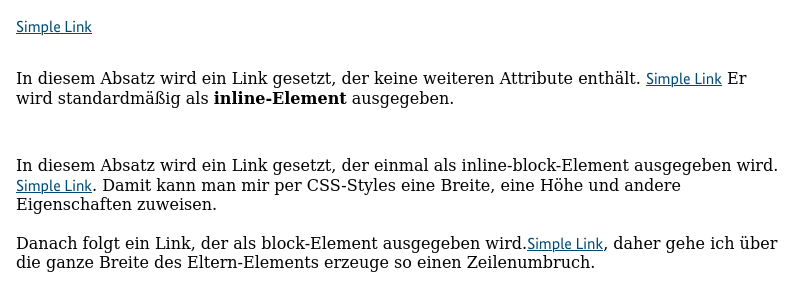 Simple Link
In diesem Absatz wird ein Link gesetzt, der keine weiteren Attribute enthält. Simple Link Er
wird standardmäßig als inline-Element ausgegeben.
In diesem Absatz wird ein Link gesetzt, der einmal als inline-block-Element ausgegeben wird.
Simple Link. Damit kann man mir per CSS-Styles eine Breite, eine Höhe und andere
Eigenschaften zuweisen.
Danach folgt ein Link, der als block-Element ausgegeben wird.Simple Link, daher gehe ich über
die ganze Breite des Eltern-Elements erzeuge so einen Zeilenumbruch.